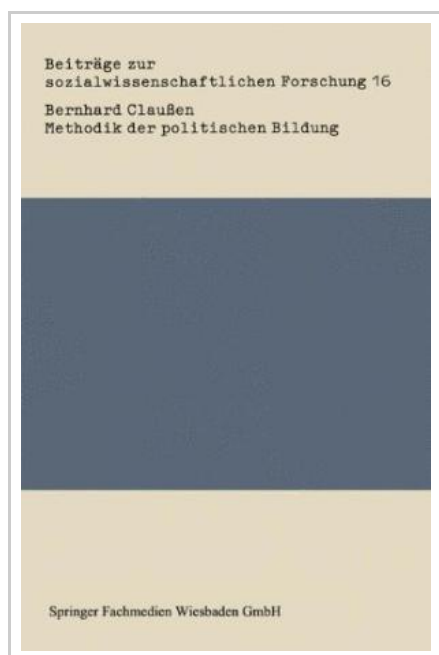 Beiträge zur
sozialwissenschaftlichen Forschung 16
Bernhard Claußen
Methodik der politischen Bildung
Springer Fachmedien Wiesbaden GmbH